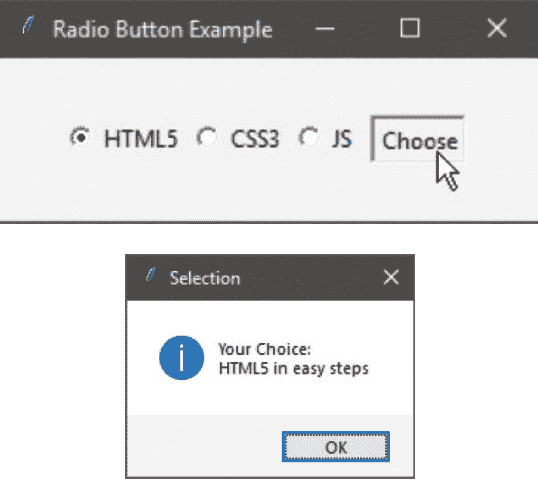 Radio Button Example
HTML5 CSS3 JS Choose
Selection
Your Choice:
HTML5 in easy steps
OK